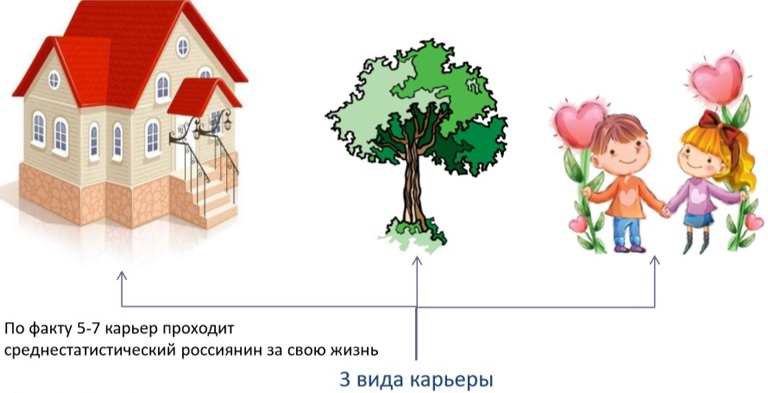 По факту 5-7 карьер проходит
среднестатистический россиянин за свою жизнь
3 вида карьеры